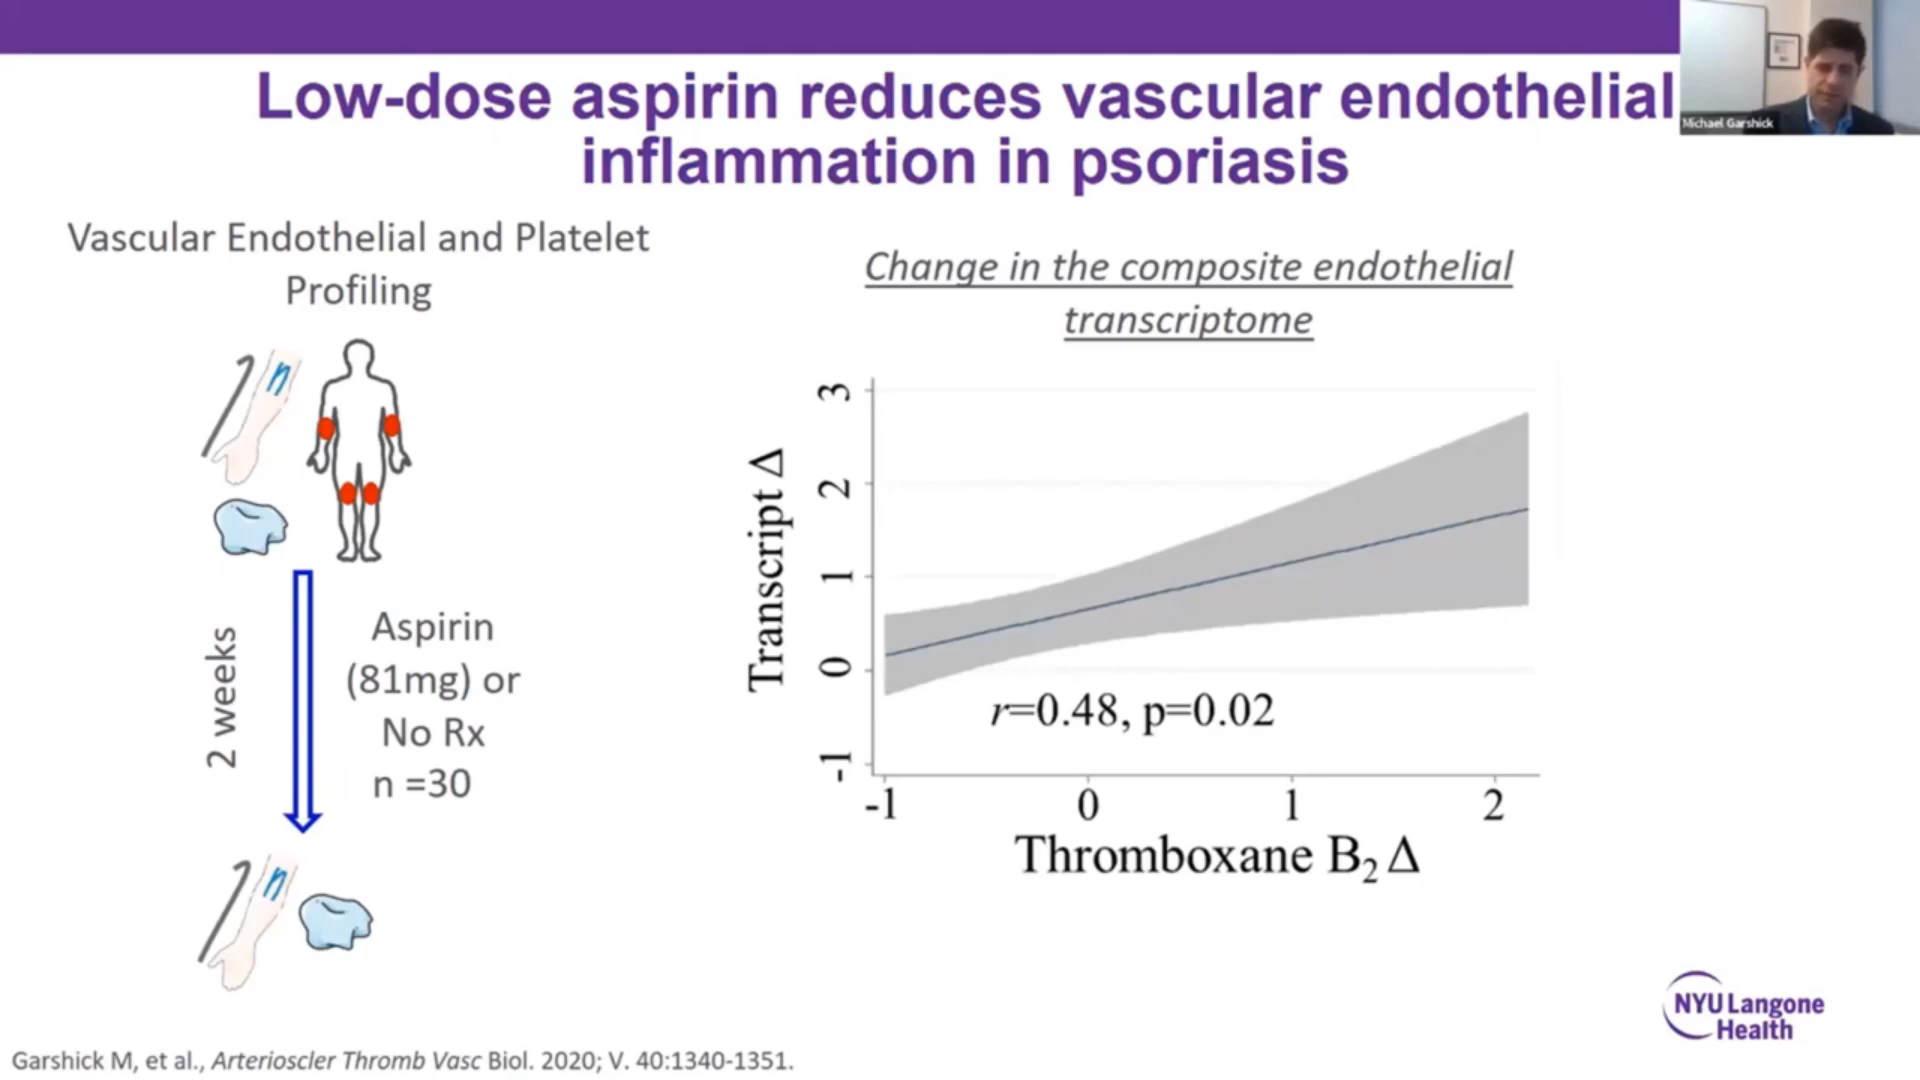 Low-dose aspirin reduces vascular endothelial
inflammation in psoriasis
Michael Garshick
Vascular Endothelial and Platelet
Profiling
2 weeks
Aspirin
(81mg) or
No Rx
n =30
Change in the composite endothelial
transcriptome
Transcript Δ
3
2
1
0
-1
r=0.48, p=0.02
-1 0 1 2
Thromboxane B₂ Δ
NYU Langone
Health
Garshick M, et al., Arterioscler Thromb Vasc Biol. 2020; V. 40:1340-1351.